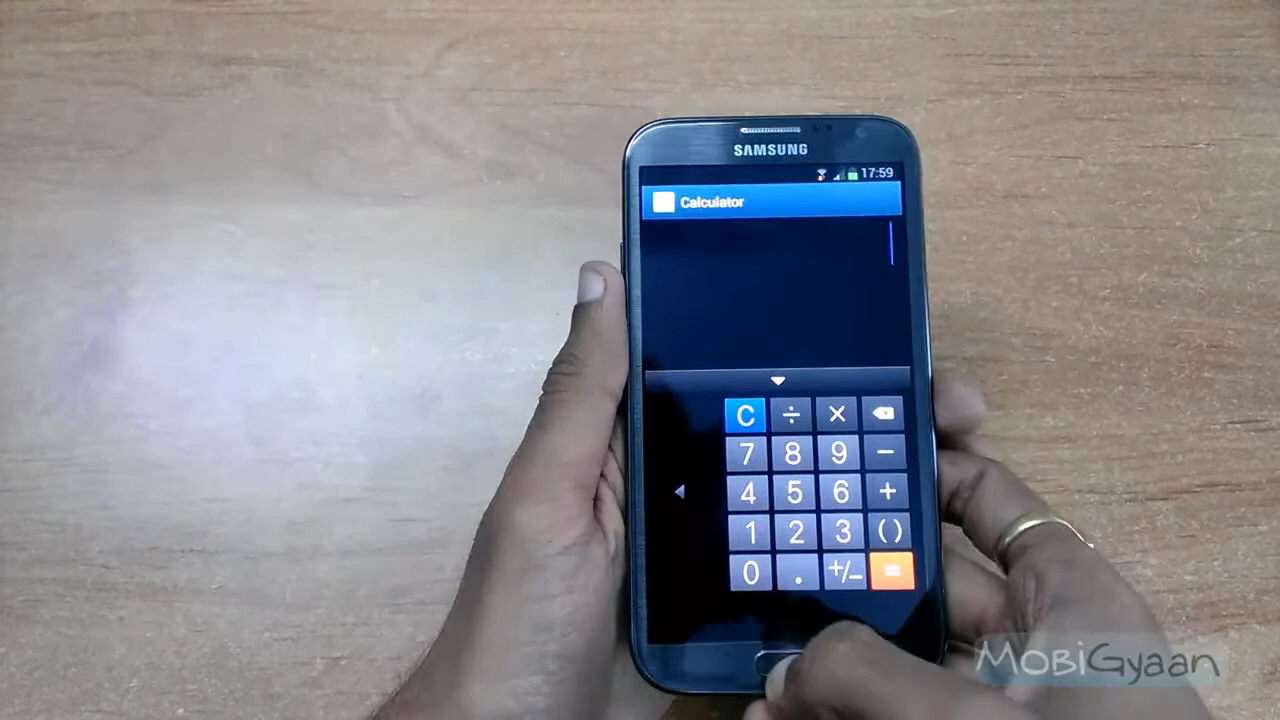 SAMSUNG
17:59
Calculator
C ÷ ×
7 8 9 −
4 5 6 +
1 2 3 ( )
0 . +/− =
MobiGyaan